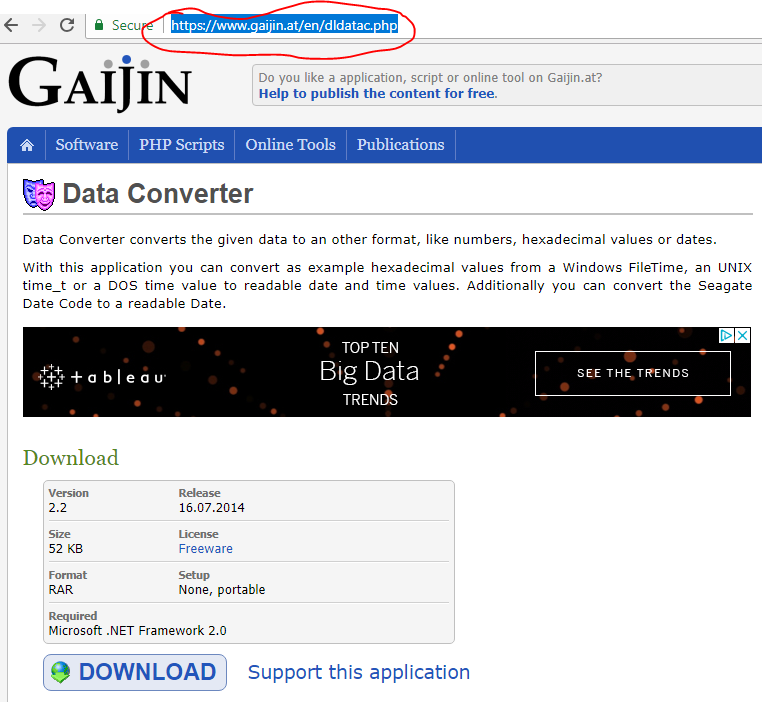 Secure https://www.gaijin.at/en/dldatac.php
GAIJIN
Do you like a application, script or online tool on Gaijin.at?
Help to publish the content for free.
Software PHP Scripts Online Tools Publications
Data Converter
Data Converter converts the given data to an other format, like numbers, hexadecimal values or dates.
With this application you can convert as example hexadecimal values from a Windows FileTime, an UNIX
time_t or a DOS time value to readable date and time values. Additionally you can convert the Seagate
Date Code to a readable Date.
TOP TEN
+ableau
Big Data
SEE THE TRENDS
TRENDS
Download
Version Release
2.2 16.07.2014
Size License
52 KB Freeware
Format Setup
RAR None, portable
Required
Microsoft .NET Framework 2.0
DOWNLOAD Support this application